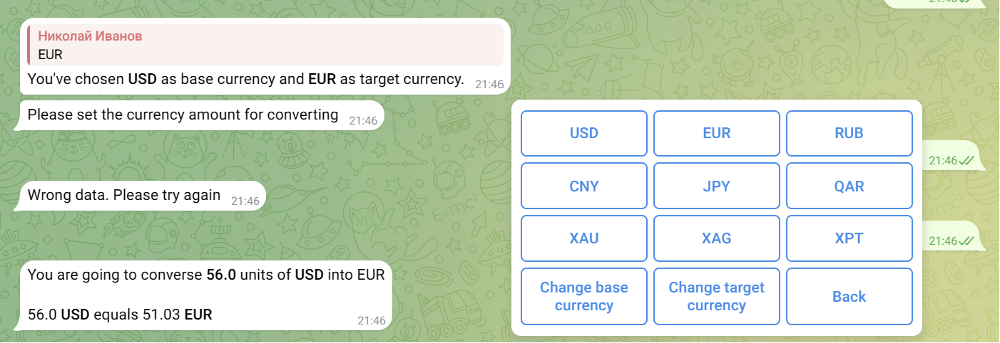 21:46
Николай Иванов
EUR
You've chosen USD as base currency and EUR as target currency. 21:46
Please set the currency amount for converting 21:46
21:46
Wrong data. Please try again 21:46
21:46
You are going to converse 56.0 units of USD into EUR
56.0 USD equals 51.03 EUR 21:46
USD EUR RUB
CNY JPY QAR
XAU XAG XPT
Change base currency
Change target currency
Back
E=mc²